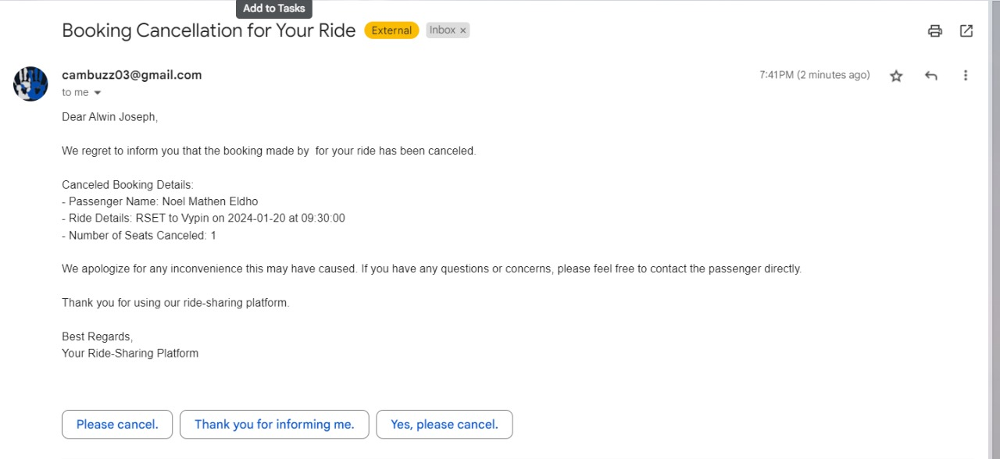 Add to Tasks
Booking Cancellation for Your Ride External Inbox ×
cambuzz03@gmail.com 7:41 PM (2 minutes ago)
to me
Dear Alwin Joseph,
We regret to inform you that the booking made by  for your ride has been canceled.
Canceled Booking Details:
- Passenger Name: Noel Mathen Eldho
- Ride Details: RSET to Vypin on 2024-01-20 at 09:30:00
- Number of Seats Canceled: 1
We apologize for any inconvenience this may have caused. If you have any questions or concerns, please feel free to contact the passenger directly.
Thank you for using our ride-sharing platform.
Best Regards,
Your Ride-Sharing Platform
Please cancel. Thank you for informing me. Yes, please cancel.